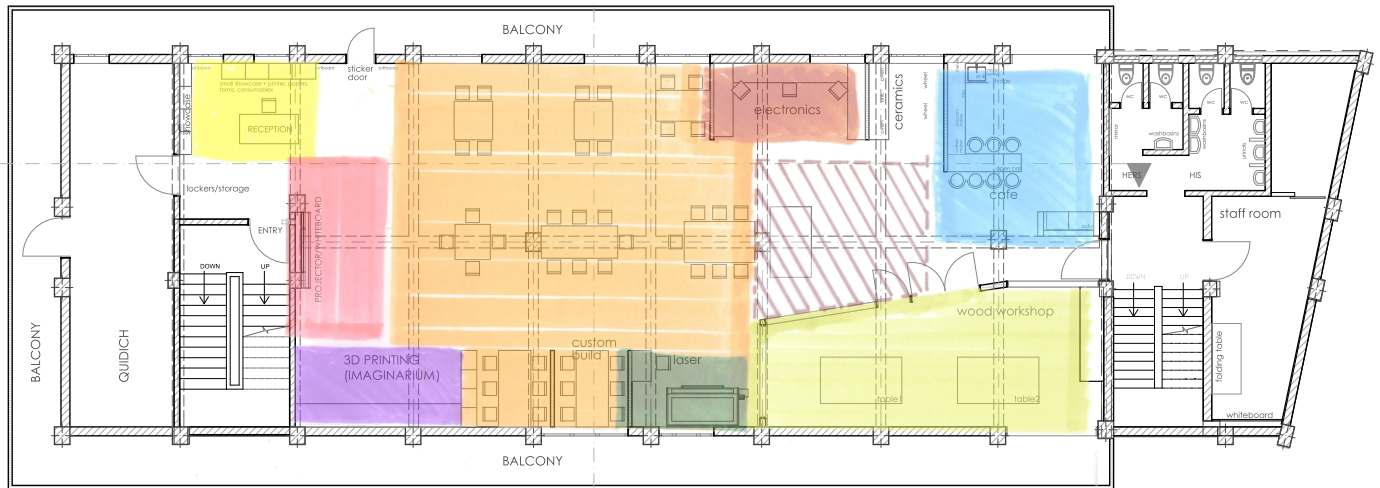 BALCONY
sticker
door
small showcase + printer, papers,
forms, consumables
showcase
RECEPTION
electronics
ceramics
wheel
wheel
WC
WC
WC
WC
mirror
washbasins
washbasins
urinals
HERS
HIS
cafe
sofa
lockers/storage
ENTRY
PROJECTOR/WHITEBOARD
DOWN
UP
staff room
DOWN
UP
BALCONY
QUIDICH
3D PRINTING
(IMAGINARIUM)
custom
build
laser
wood workshop
table1
table2
folding table
whiteboard
BALCONY